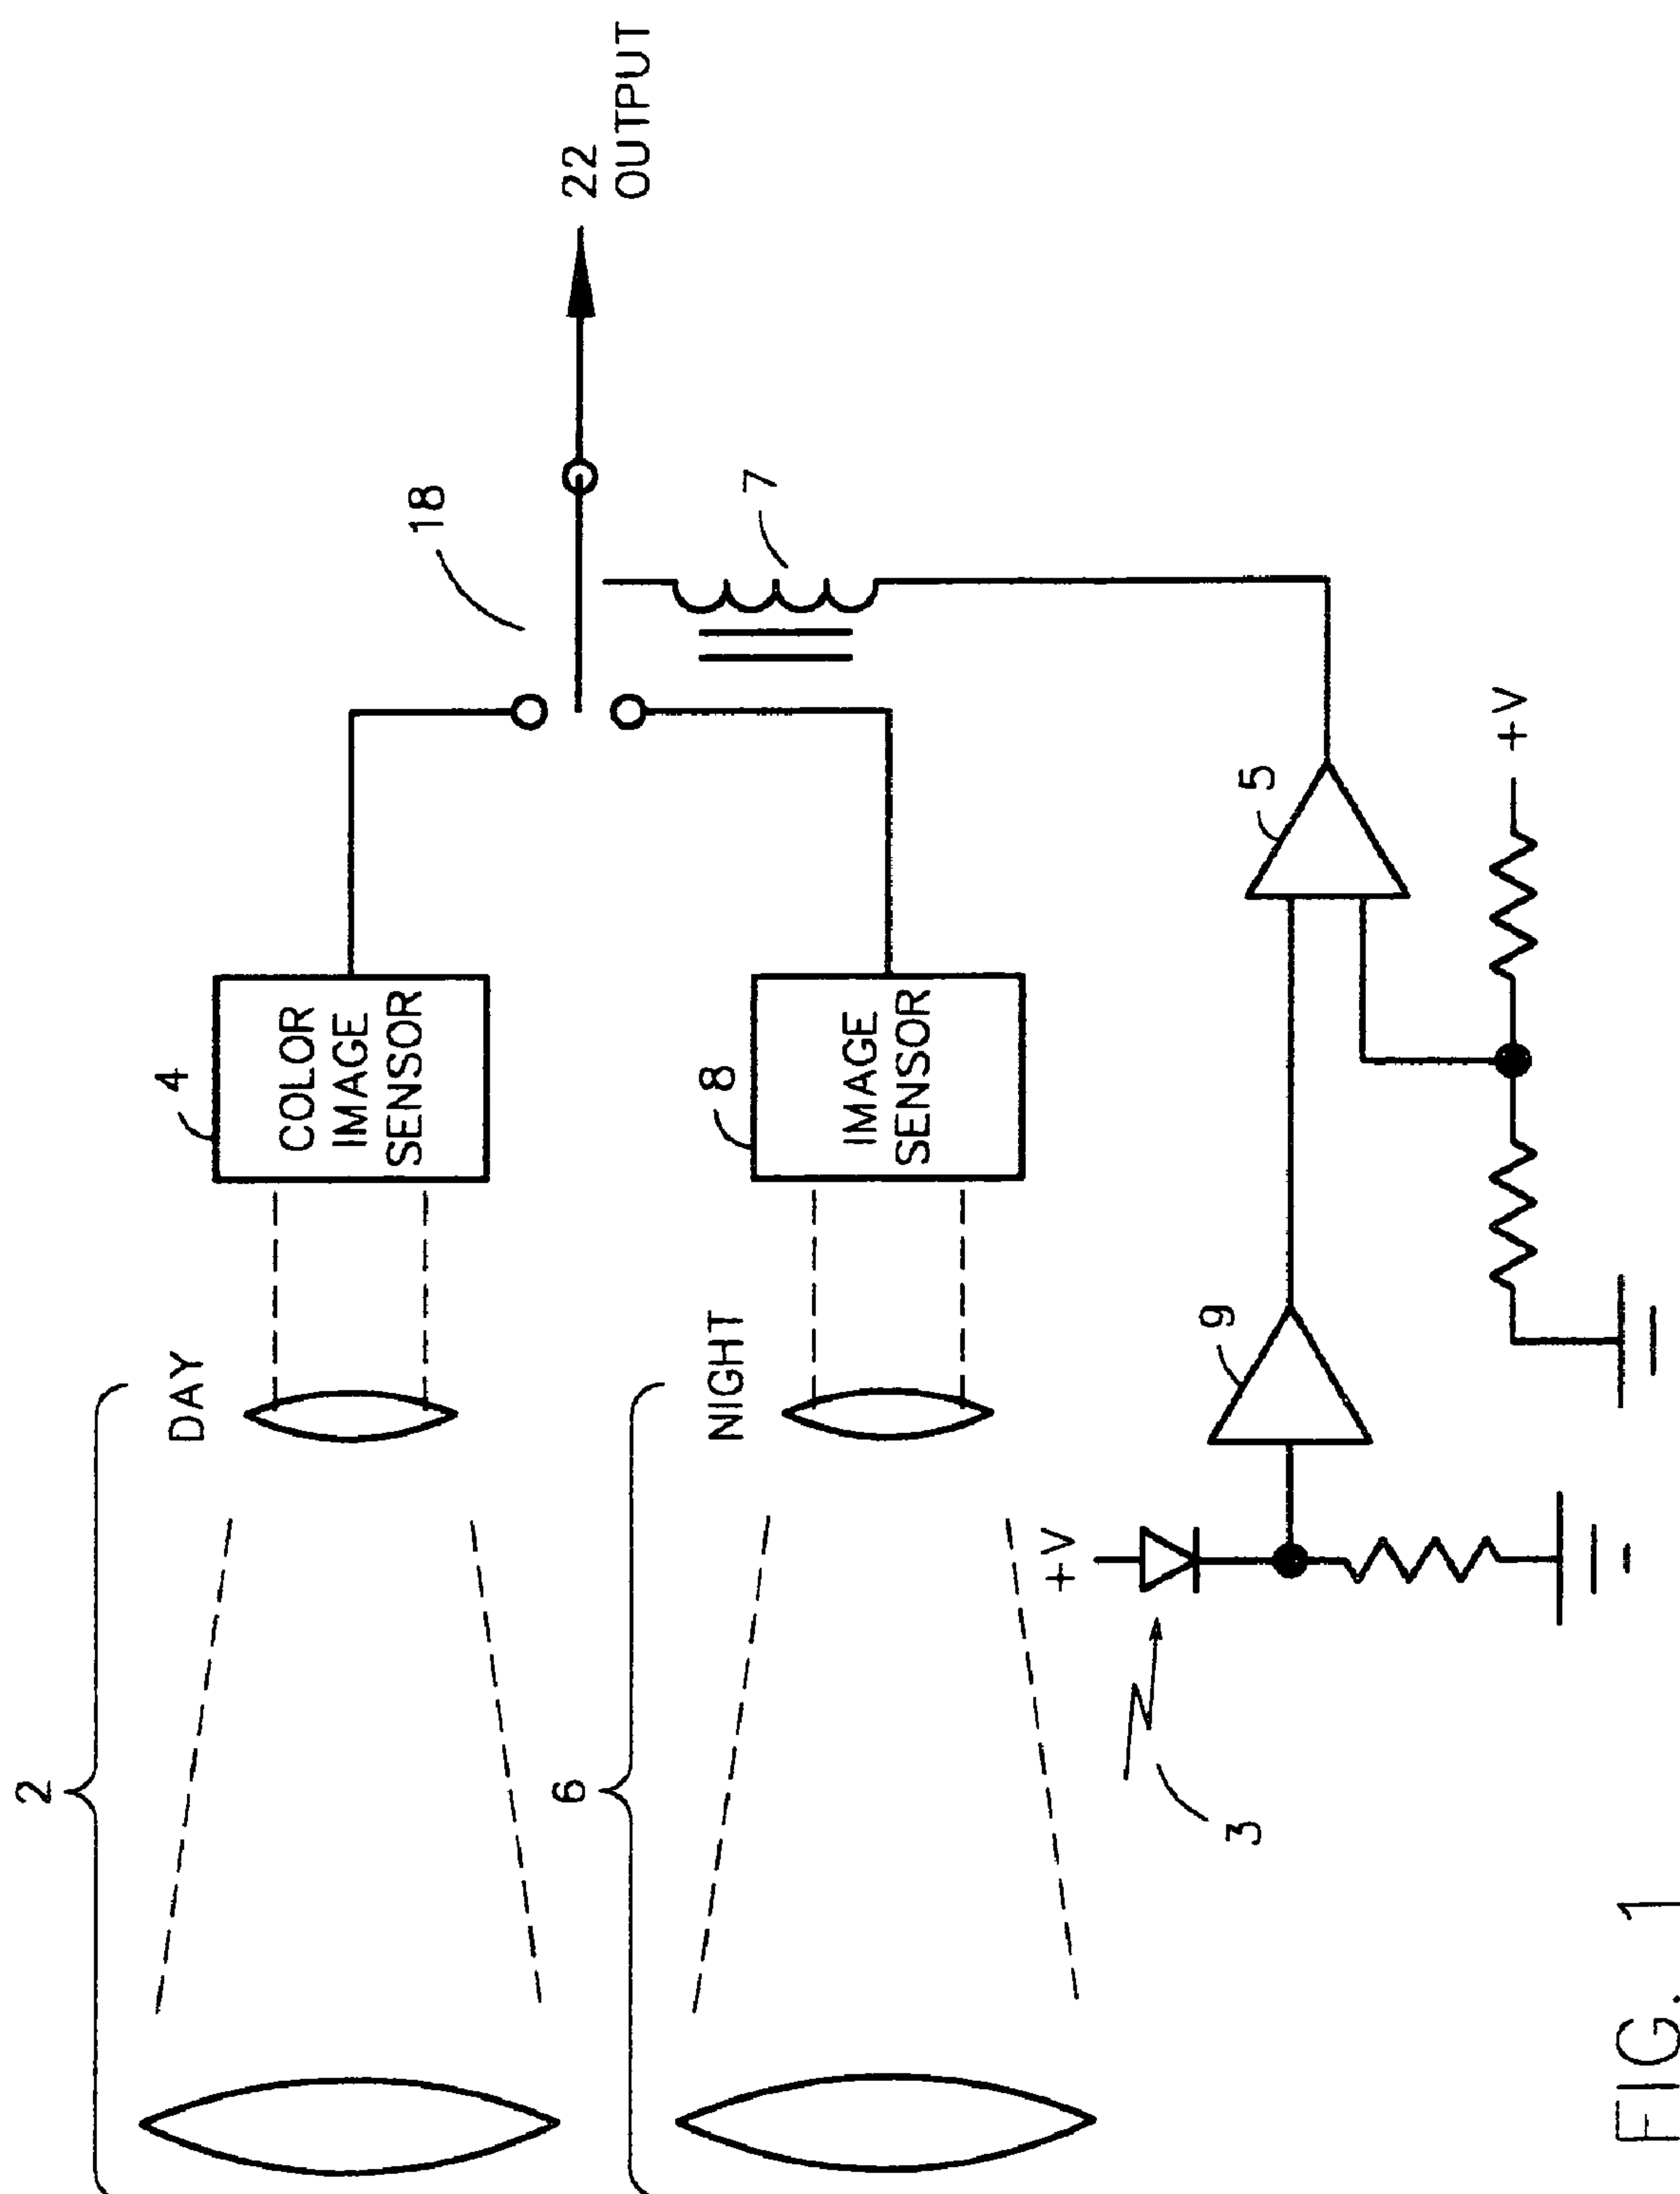 2
DAY
4
COLOR
IMAGE
SENSOR
18
22
OUTPUT
6
NIGHT
8
IMAGE
SENSOR
7
3
+V
9
5
+V
FIG. 1